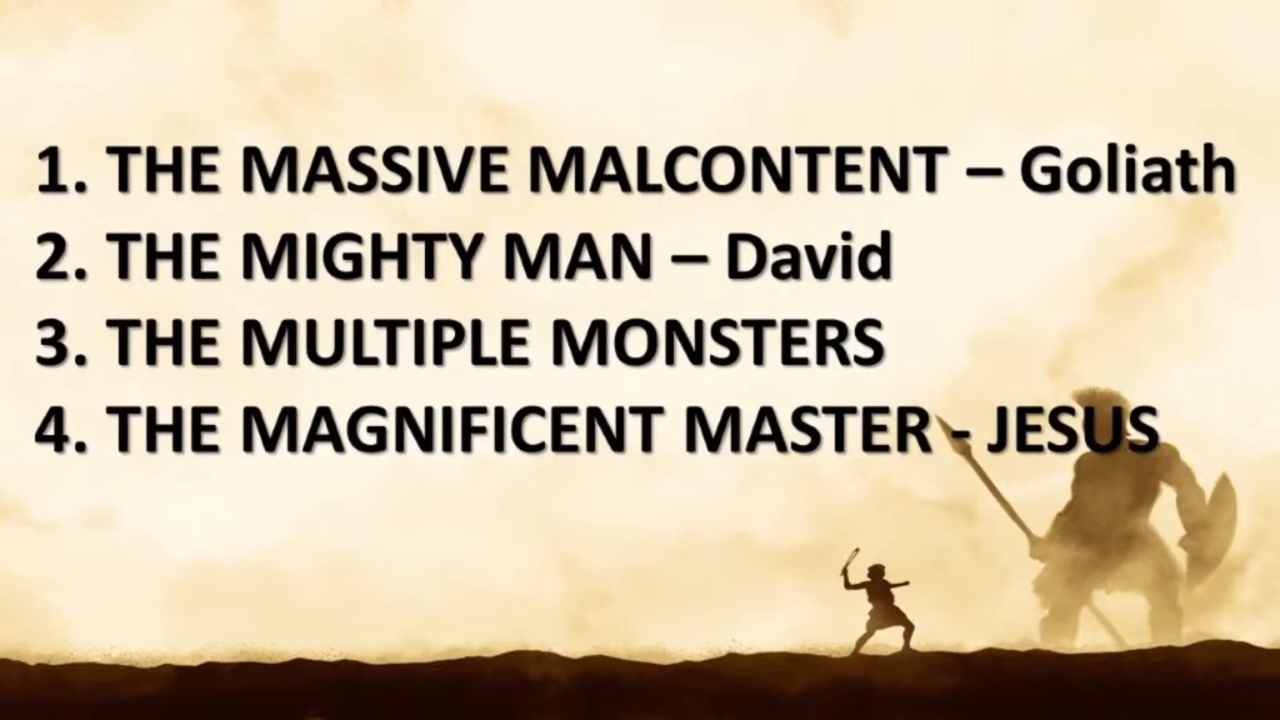 1. THE MASSIVE MALCONTENT – Goliath
2. THE MIGHTY MAN – David
3. THE MULTIPLE MONSTERS
4. THE MAGNIFICENT MASTER - JESUS